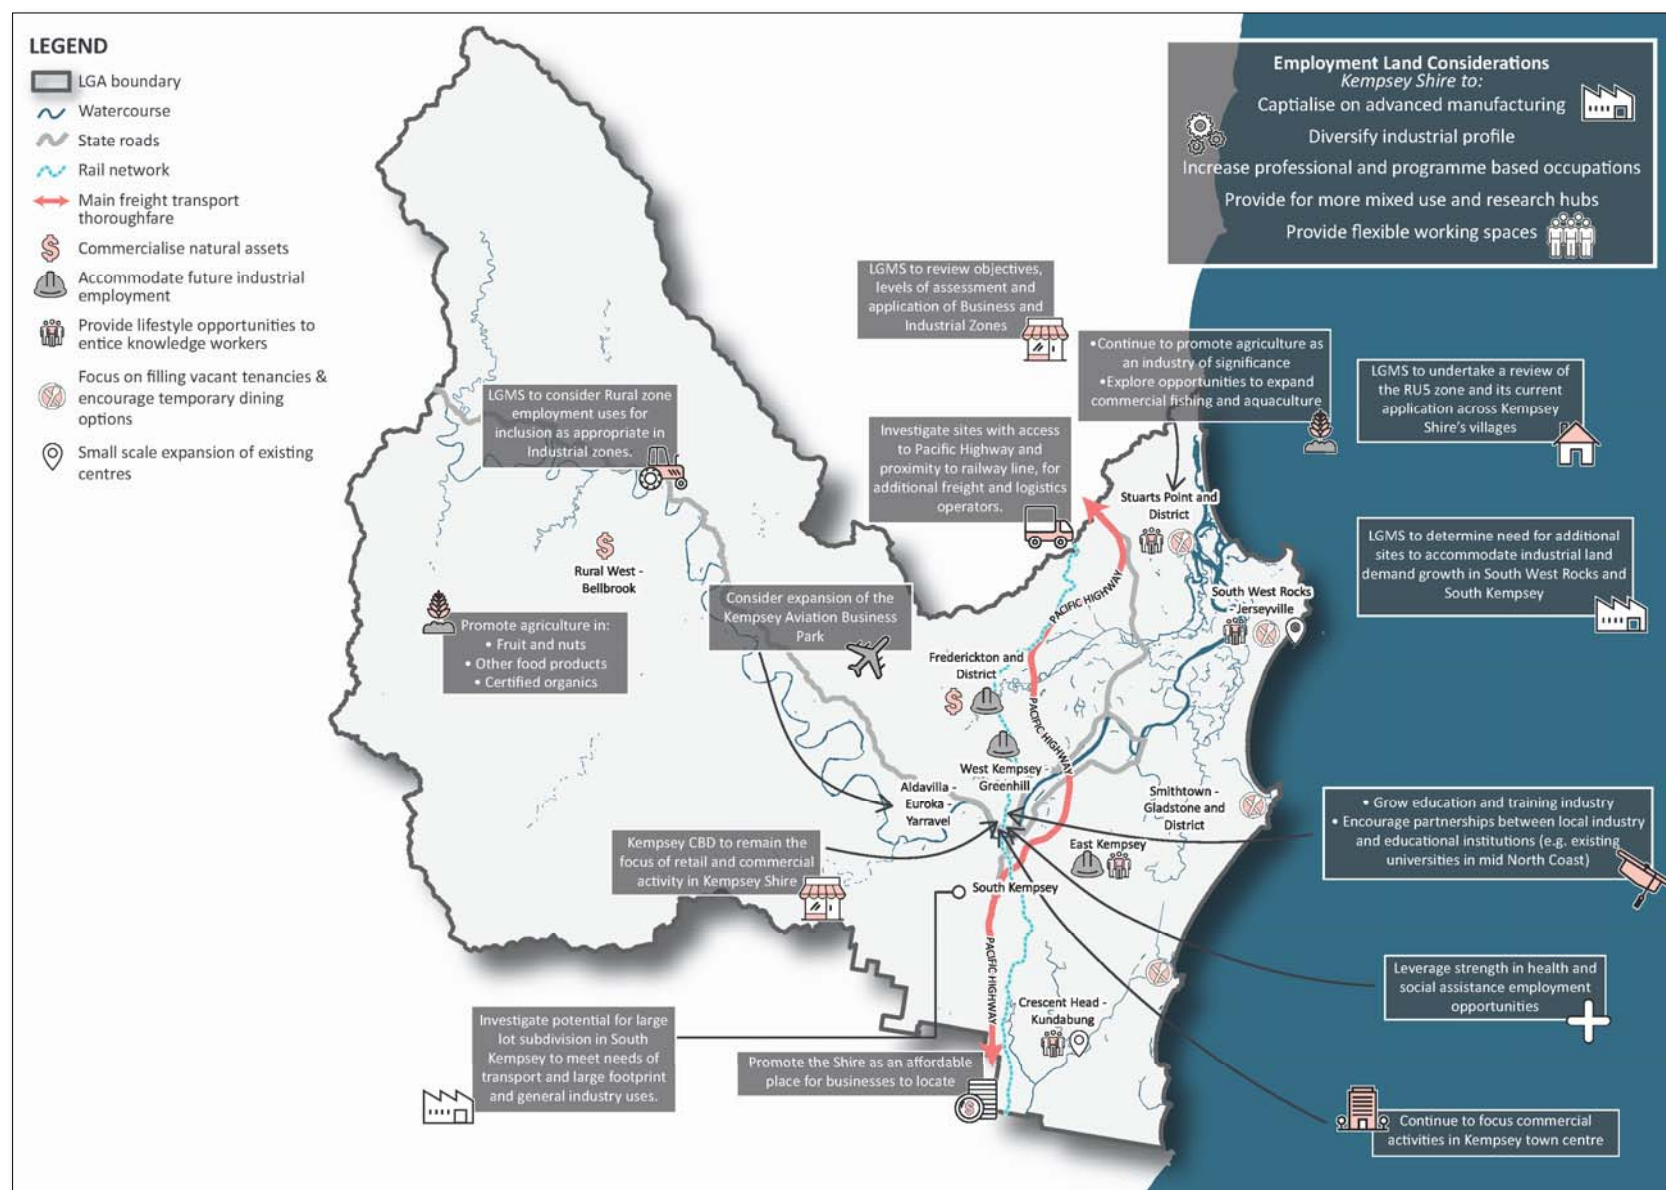 LEGEND
LGA boundary
Watercourse
State roads
Rail network
Main freight transport
thoroughfare
Commercialise natural assets
Accommodate future industrial
employment
Provide lifestyle opportunities to
entice knowledge workers
Focus on filling vacant tenancies &
encourage temporary dining
options
Small scale expansion of existing
centres
Employment Land Considerations
Kempsey Shire to:
Captialise on advanced manufacturing
Diversify industrial profile
Increase professional and programme based occupations
Provide for more mixed use and research hubs
Provide flexible working spaces
LGMS to review objectives,
levels of assessment and
application of Business and
Industrial Zones
•Continue to promote agriculture as
an industry of significance
•Explore opportunities to expand
commercial fishing and aquaculture
LGMS to undertake a review of
the RU5 zone and its current
application across Kempsey
Shire's villages
LGMS to consider Rural zone
employment uses for
inclusion as appropriate in
Industrial zones.
Investigate sites with access
to Pacific Highway and
proximity to railway line, for
additional freight and logistics
operators.
Stuarts Point and
District
LGMS to determine need for additional
sites to accommodate industrial land
demand growth in South West Rocks and
South Kempsey
$
Rural West -
Bellbrook
PACIFIC HIGHWAY
South West Rocks
- Jerseyville
Consider expansion of the
Kempsey Aviation Business
Park
Promote agriculture in:
• Fruit and nuts
• Other food products
• Certified organics
Frederickton and
District
$
PACIFIC HIGHWAY
West Kempsey -
Greenhill
Aldavilla -
Euroka -
Yarravel
Smithtown -
Gladstone and
District
• Grow education and training industry
• Encourage partnerships between local industry
and educational institutions (e.g. existing
universities in mid North Coast)
Kempsey CBD to remain the
focus of retail and commercial
activity in Kempsey Shire
East Kempsey
South Kempsey
PACIFIC HIGHWAY
Leverage strength in health and
social assistance employment
opportunities
Crescent Head -
Kundabung
Investigate potential for large
lot subdivision in South
Kempsey to meet needs of
transport and large footprint
and general industry uses.
Promote the Shire as an affordable
place for businesses to locate
$
Continue to focus commercial
activities in Kempsey town centre